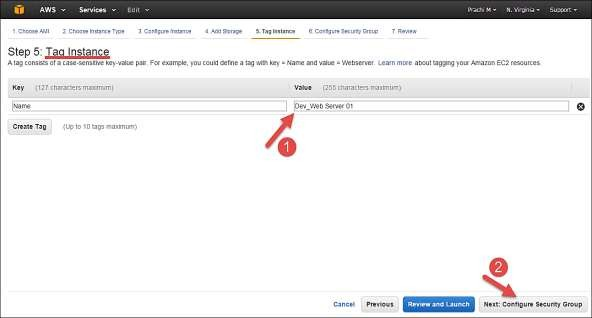 AWS Services Edit Prachi M N. Virginia Support
1. Choose AMI 2. Choose Instance Type 3. Configure Instance 4. Add Storage 5. Tag Instance 6. Configure Security Group 7. Review
Step 5: Tag Instance
A tag consists of a case-sensitive key-value pair. For example, you could define a tag with key = Name and value = Webserver. Learn more about tagging your Amazon EC2 resources.
Key (127 characters maximum) Value (255 characters maximum)
Name Dev_Web Server 01
Create Tag (Up to 10 tags maximum)
1
2
Cancel Previous Review and Launch Next: Configure Security Group